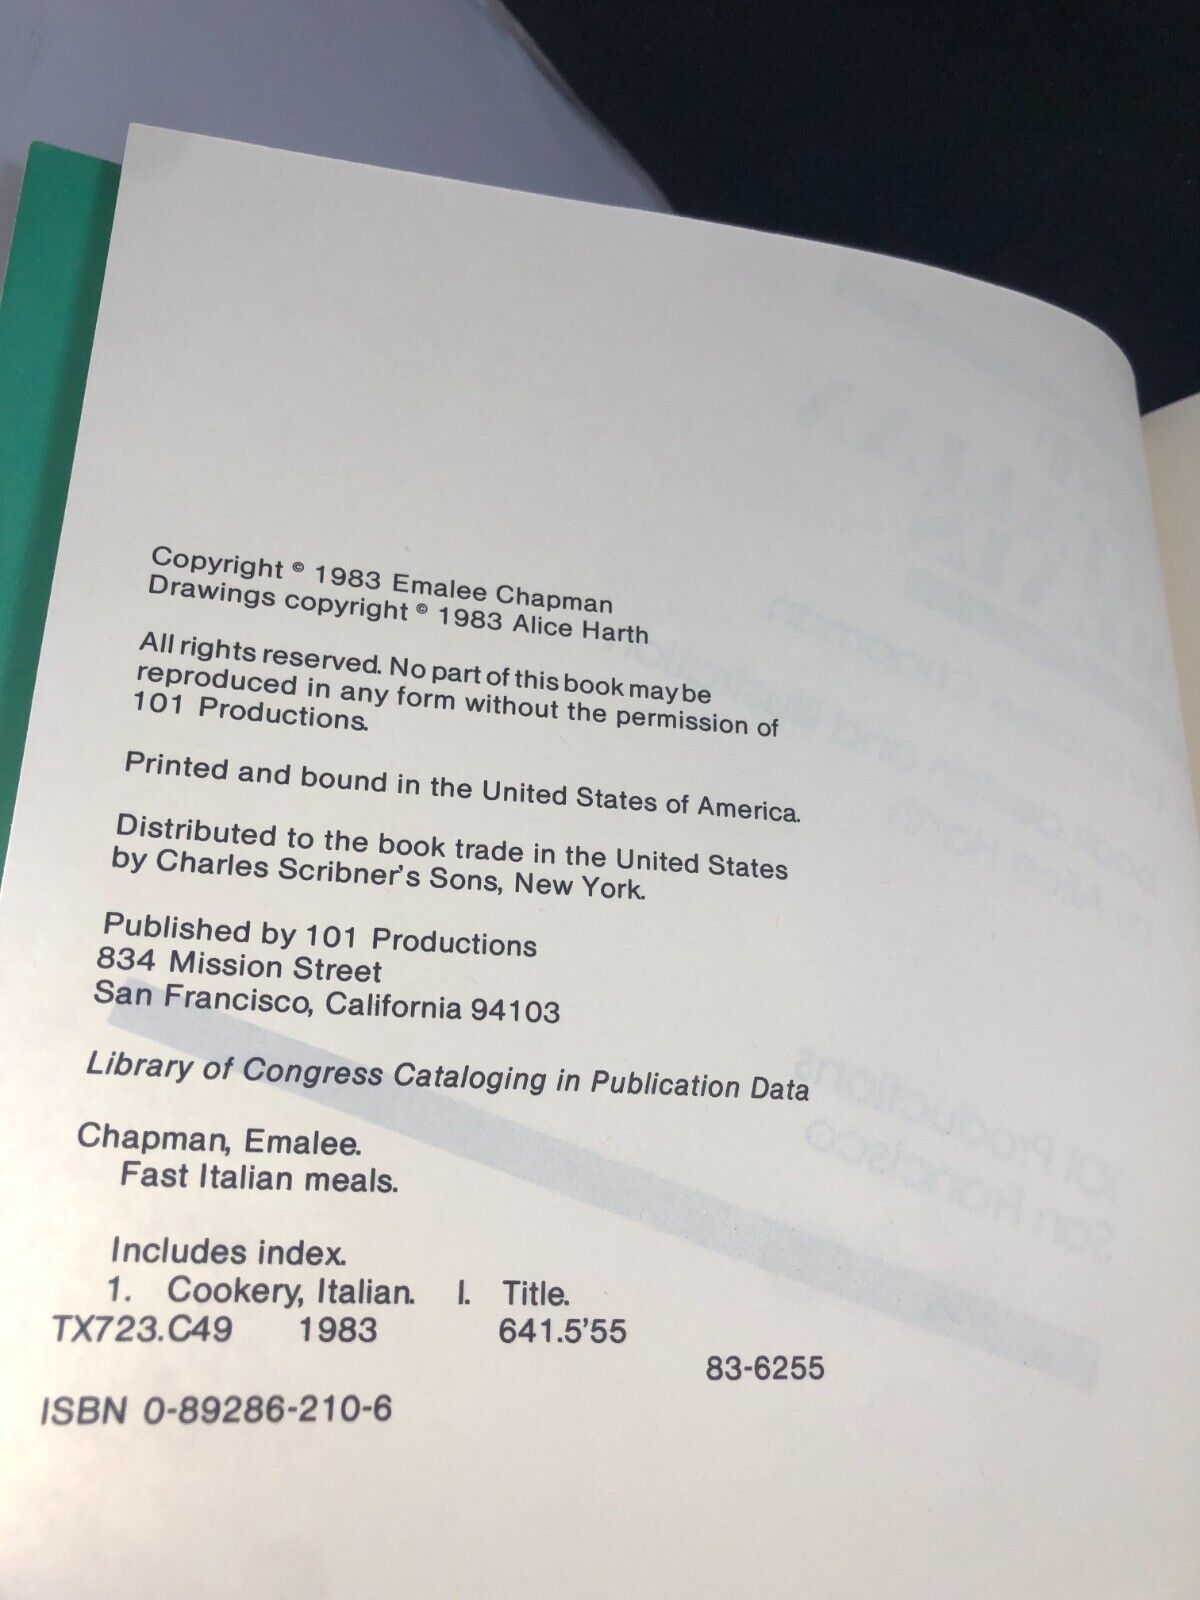 Copyright © 1983 Emalee Chapman
Drawings copyright © 1983 Alice Harth
All rights reserved. No part of this book may be
reproduced in any form without the permission of
101 Productions.
Printed and bound in the United States of America.
Distributed to the book trade in the United States
by Charles Scribner's Sons, New York.
Published by 101 Productions
834 Mission Street
San Francisco, California 94103
Library of Congress Cataloging in Publication Data
Chapman, Emalee.
Fast Italian meals.
Includes index.
1. Cookery, Italian. I. Title.
TX723.C49 1983 641.5'55
83-6255
ISBN 0-89286-210-6